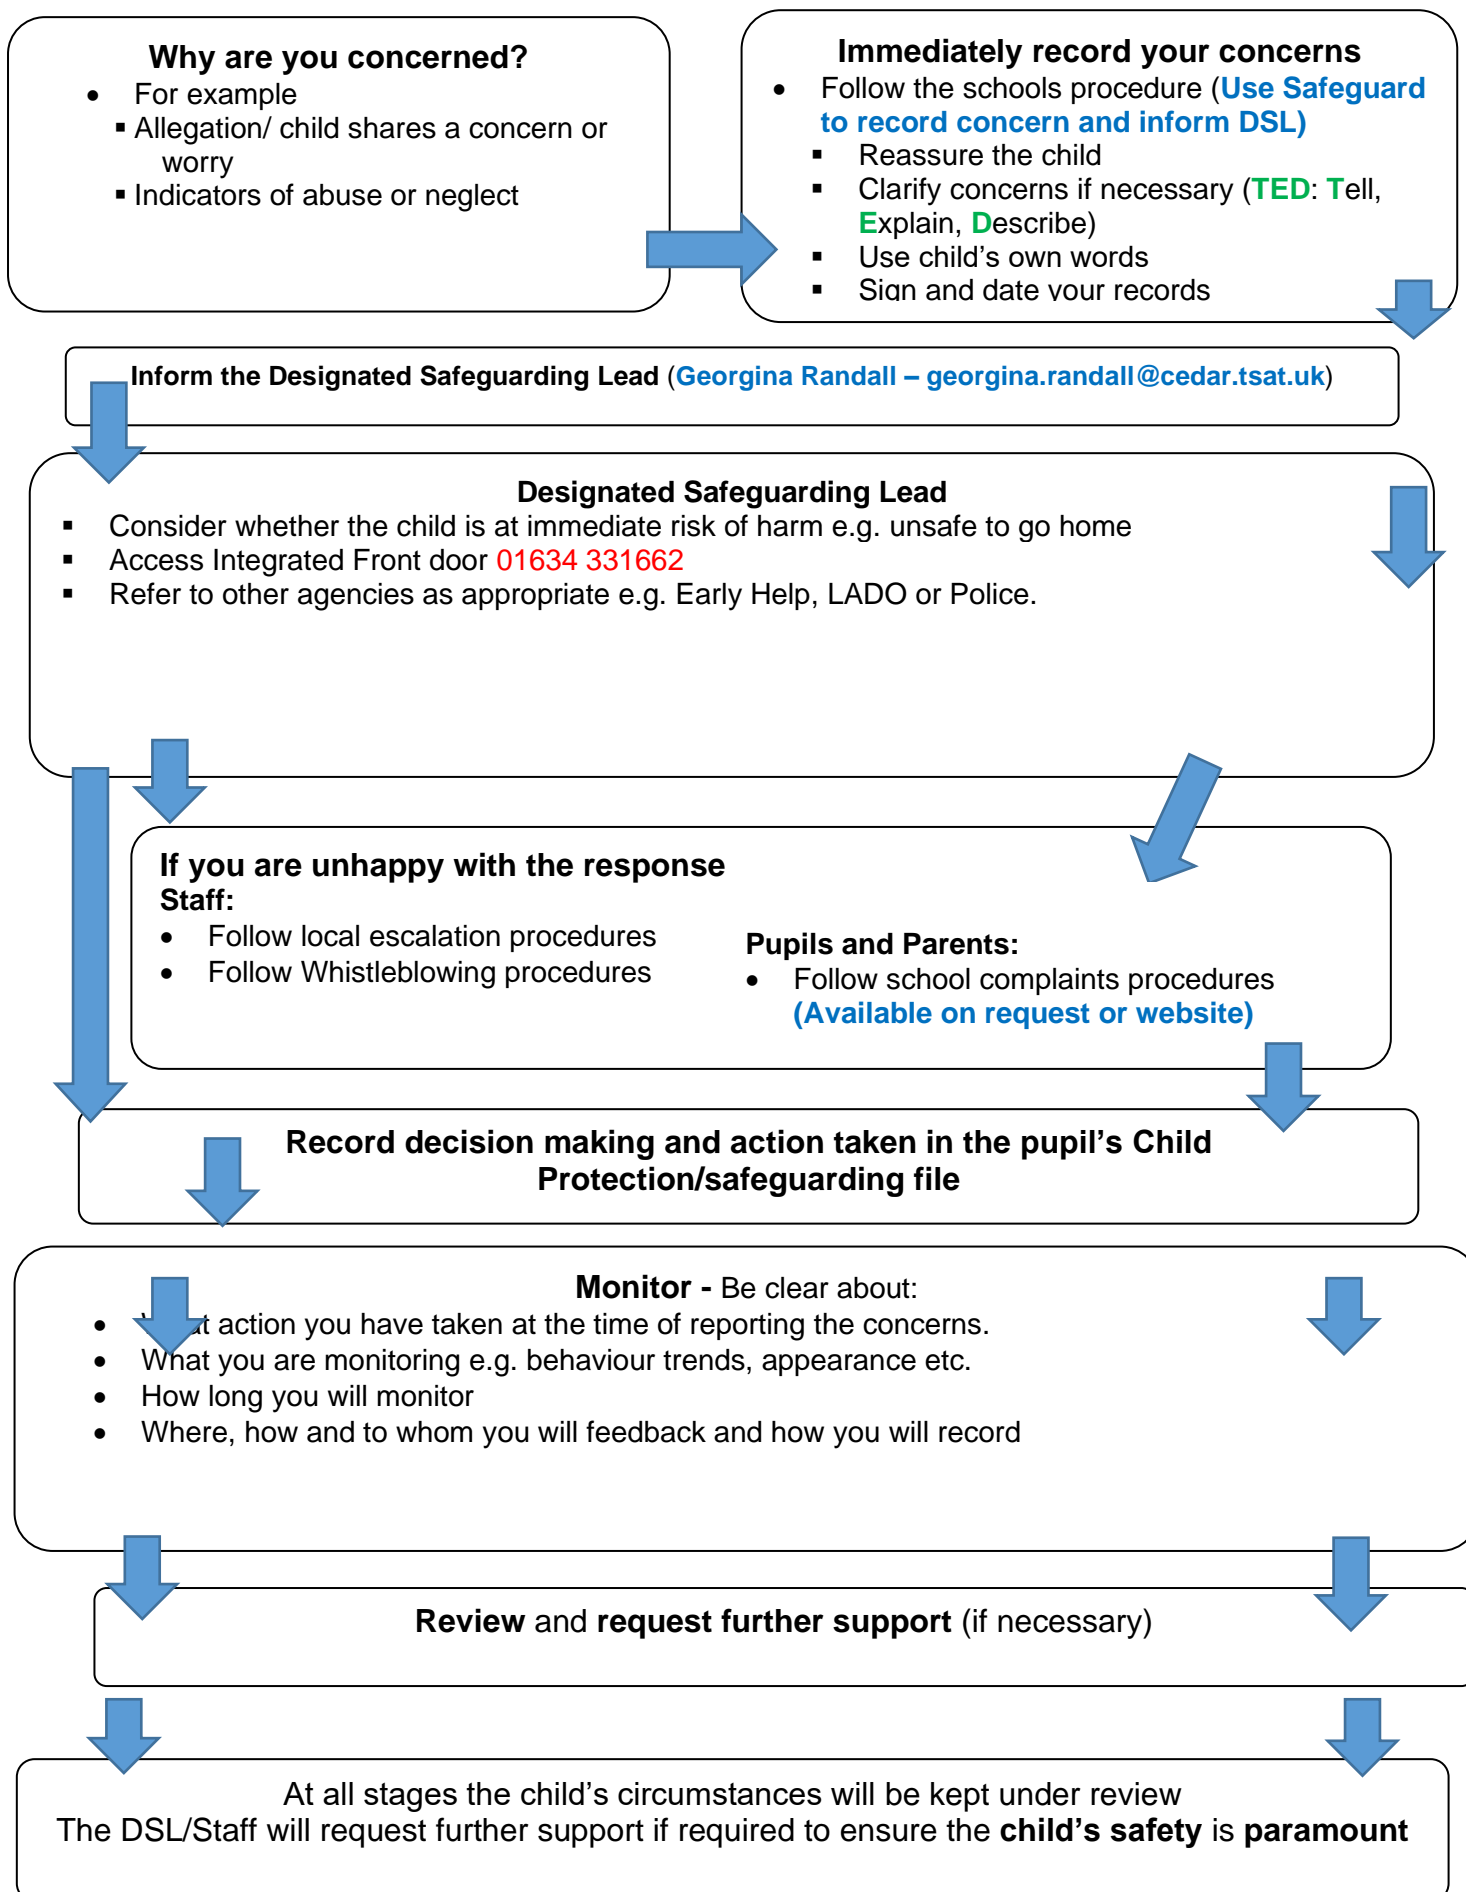 Why are you concerned?
• For example
▪ Allegation/ child shares a concern or
worry
▪ Indicators of abuse or neglect
Immediately record your concerns
• Follow the schools procedure (Use Safeguard
to record concern and inform DSL)
▪ Reassure the child
▪ Clarify concerns if necessary (TED: Tell,
Explain, Describe)
▪ Use child's own words
▪ Sign and date your records
Inform the Designated Safeguarding Lead (Georgina Randall – georgina.randall@cedar.tsat.uk)
Designated Safeguarding Lead
▪ Consider whether the child is at immediate risk of harm e.g. unsafe to go home
▪ Access Integrated Front door 01634 331662
▪ Refer to other agencies as appropriate e.g. Early Help, LADO or Police.
If you are unhappy with the response
Staff:
• Follow local escalation procedures
• Follow Whistleblowing procedures
Pupils and Parents:
• Follow school complaints procedures
(Available on request or website)
Record decision making and action taken in the pupil's Child
Protection/safeguarding file
Monitor - Be clear about:
• What action you have taken at the time of reporting the concerns.
• What you are monitoring e.g. behaviour trends, appearance etc.
• How long you will monitor
• Where, how and to whom you will feedback and how you will record
Review and request further support (if necessary)
At all stages the child's circumstances will be kept under review
The DSL/Staff will request further support if required to ensure the child's safety is paramount